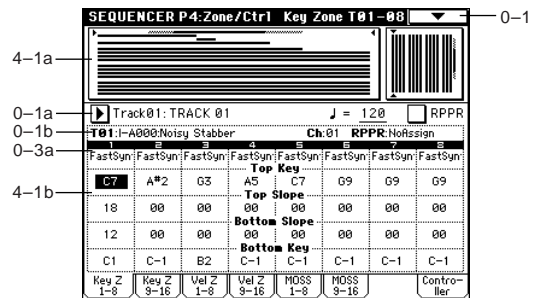 SEQUENCER P4:Zone/Ctrl Key Zone T01-08
0–1
4–1a
0–1a
Track01: TRACK 01 ♩ = 120 RPPR
0–1b
T01:I-A000:Noisy Stabber Ch:01 RPPR:NoAssign
0–3a
1 2 3 4 5 6 7 8
FastSyn FastSyn FastSyn FastSyn FastSyn FastSyn FastSyn FastSyn
Top Key
4–1b
C7 A#2 G3 A5 C7 G9 G9 G9
Top Slope
18 00 00 00 00 00 00 00
Bottom Slope
12 00 00 00 00 00 00 00
Bottom Key
C1 C-1 B2 C-1 C-1 C-1 C-1 C-1
Key Z 1-8 Key Z 9-16 Vel Z 1-8 Vel Z 9-16 MOSS 1-8 MOSS 9-16 Contro-ller